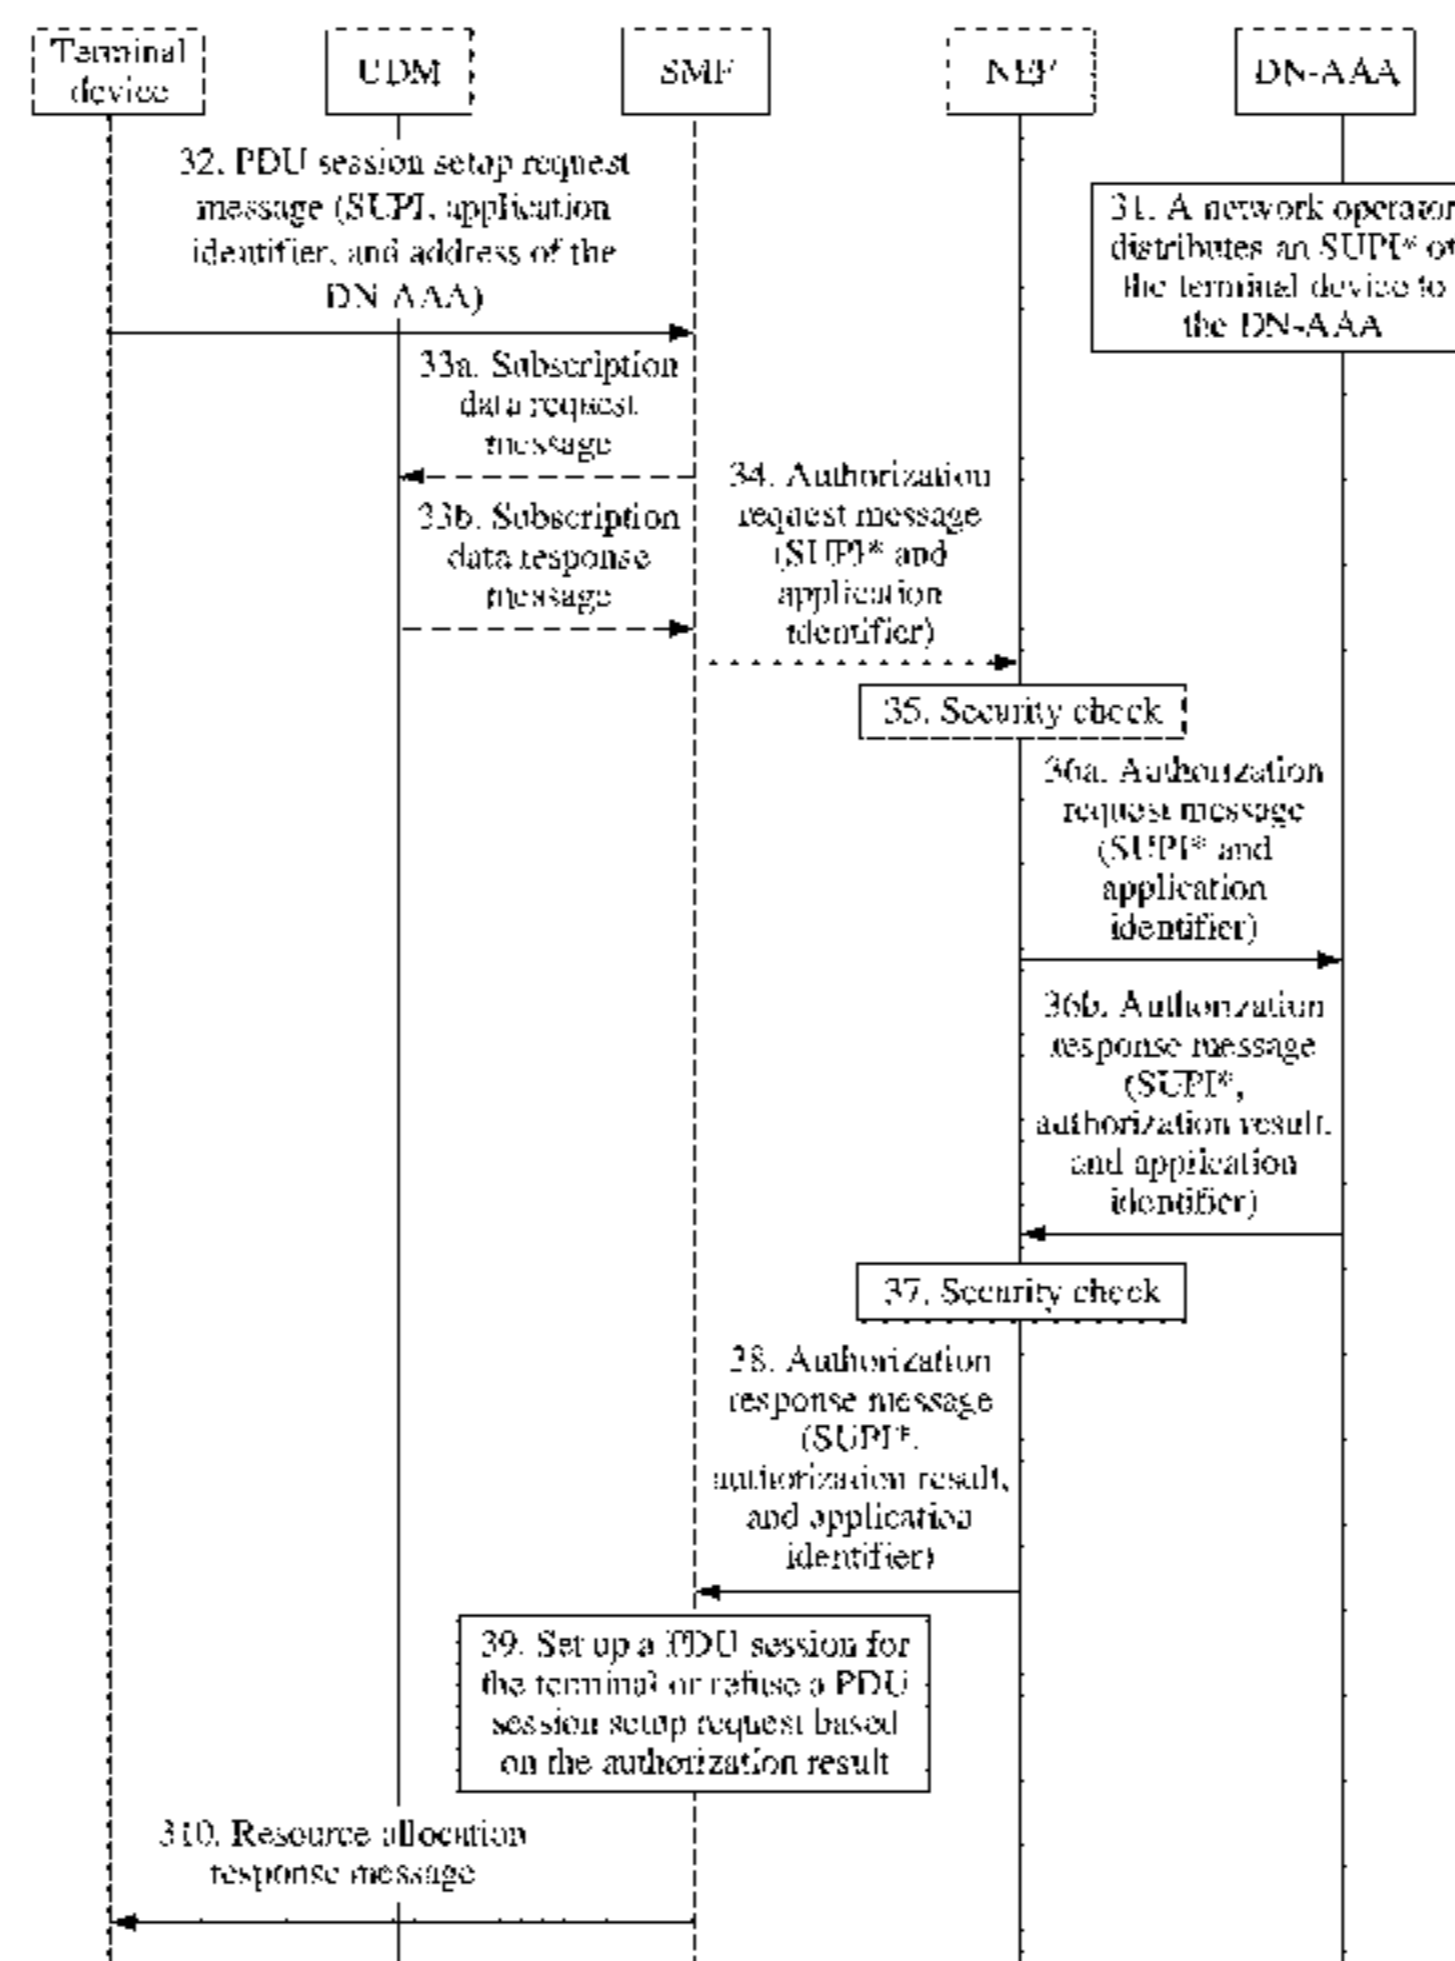 Terminal
device
UDM
SMF
NEF
DN-AAA
31. A network operator
distributes an SUPI* of
the terminal device to
the DN-AAA
32. PDU session setup request
message (SUPI, application
identifier, and address of the
DN-AAA)
33a. Subscription
data request
message
33b. Subscription
data response
message
34. Authorization
request message
(SUPI* and
application
identifier)
35. Security check
36a. Authorization
request message
(SUPI* and
application
identifier)
36b. Authorization
response message
(SUPI*,
authorization result,
and application
identifier)
37. Security check
38. Authorization
response message
(SUPI*,
authorization result,
and application
identifier)
39. Set up a PDU session for
the terminal or refuse a PDU
session setup request based
on the authorization result
310. Resource allocation
response message